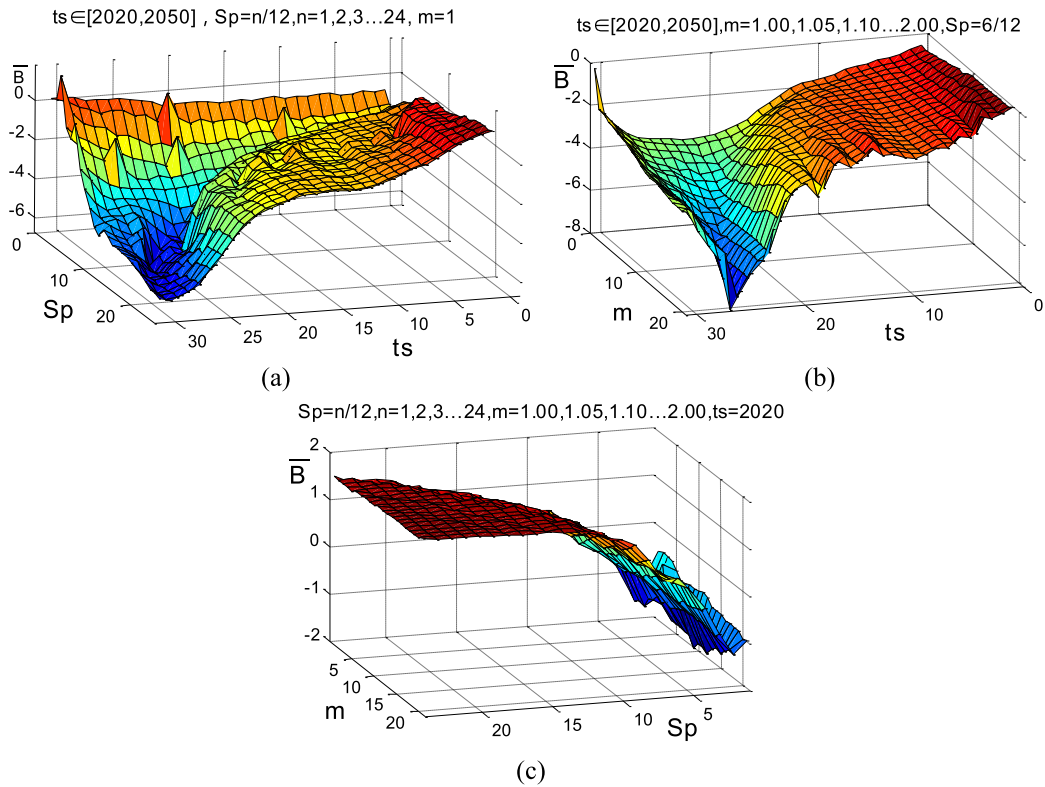 ts∈[2020,2050] , Sp=n/12,n=1,2,3…24, m=1
B
0
-2
-4
-6
0
10
20
Sp
30
25
20
15
10
5
0
ts
(a)
ts∈[2020,2050],m=1.00,1.05,1.10…2.00,Sp=6/12
B
0
-2
-4
-6
-8
0
10
20
m
30
20
10
0
ts
(b)
Sp=n/12,n=1,2,3…24,m=1.00,1.05,1.10…2.00,ts=2020
B
2
1
0
-1
-2
5
10
15
20
m
20
15
10
5
Sp
(c)